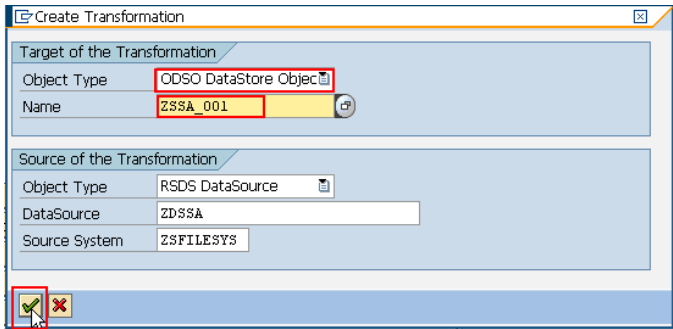 Create Transformation
Target of the Transformation
Object Type ODSO DataStore Objec
Name ZSSA_001
Source of the Transformation
Object Type RSDS DataSource
DataSource ZDSSA
Source System ZSFILESYS